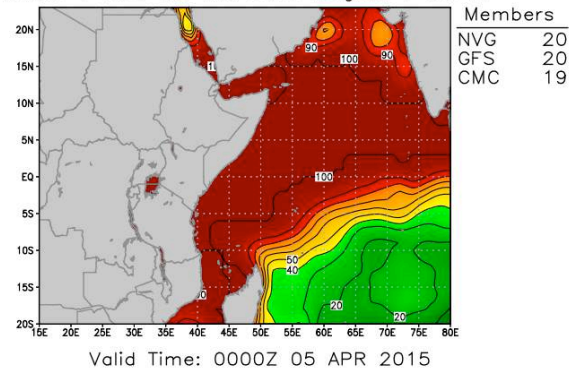 Members
NVG 20
GFS 20
CMC 19
20N
15N
10N
5N
EQ
5S
10S
15S
20S
90
90
100
100
50
40
20
20
15E 20E 25E 30E 35E 40E 45E 50E 55E 60E 65E 70E 75E 80E
Valid Time: 0000Z 05 APR 2015